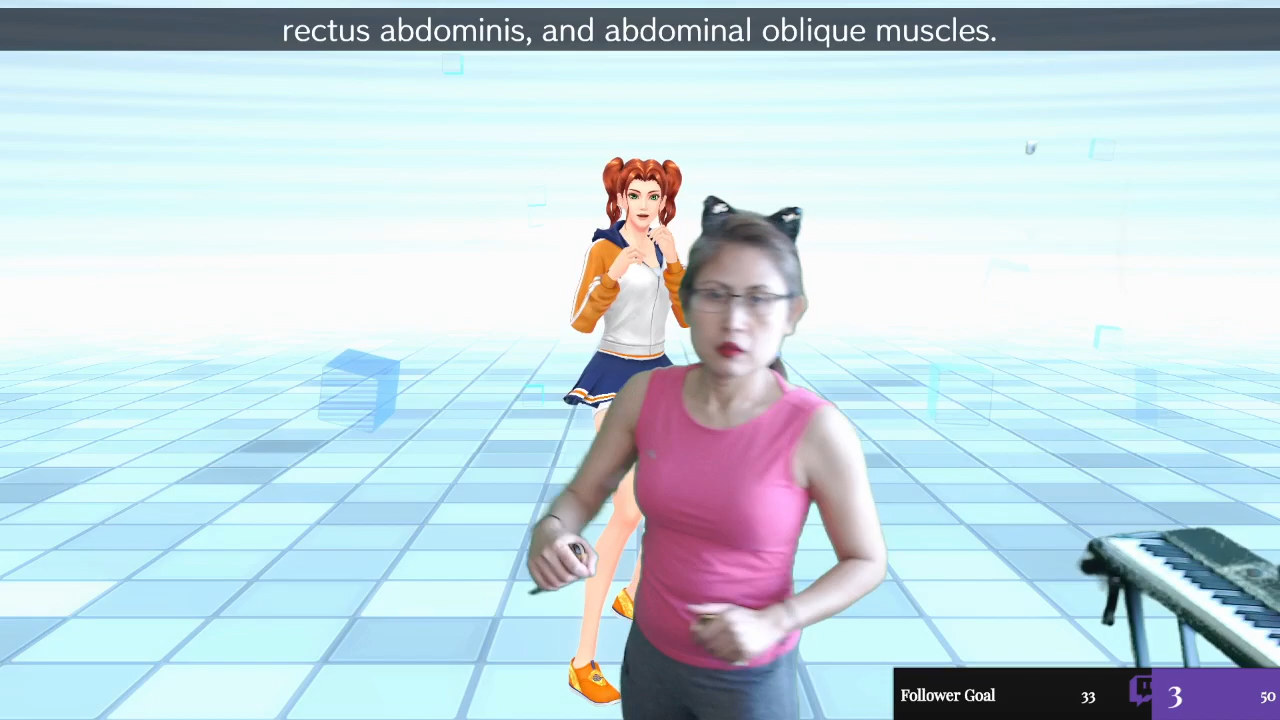 rectus abdominis, and abdominal oblique muscles.
Follower Goal 33 3 50